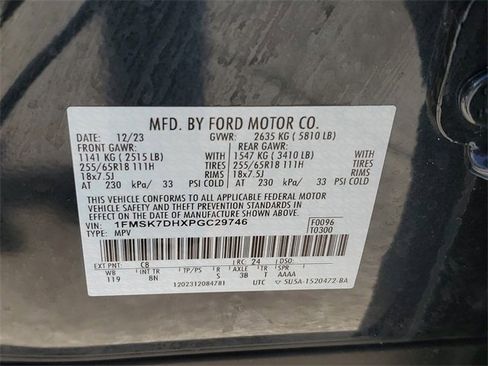 MFD. BY FORD MOTOR CO.
DATE: 12/23 GVWR: 2635 KG ( 5810 LB)
FRONT GAWR: REAR GAWR:
1141 KG ( 2515 LB) WITH 1547 KG ( 3410 LB) WITH
255/65R18 111H TIRES 255/65R18 111H TIRES
18x7.5J RIMS 18x7.5J RIMS
AT 230 kPa/ 33 PSI COLD AT 230 kPa/ 33 PSI COLD
THIS VEHICLE CONFORMS TO ALL APPLICABLE FEDERAL MOTOR
VEHICLE SAFETY AND THEFT PREVENTION STANDARDS IN EFFECT ON
THE DATE OF MANUFACTURE SHOWN ABOVE.
VIN: 1FMSK7DHXPGC29746 F0096
TYPE: MPV T0300
EXT PNT: C8 RC: 24 DSO:
WB INT TR TP/PS R AXLE TR SPR
119 8N S 3B T AAAA
1202312084781 UTC ▽ 5U5A-1520472-BA